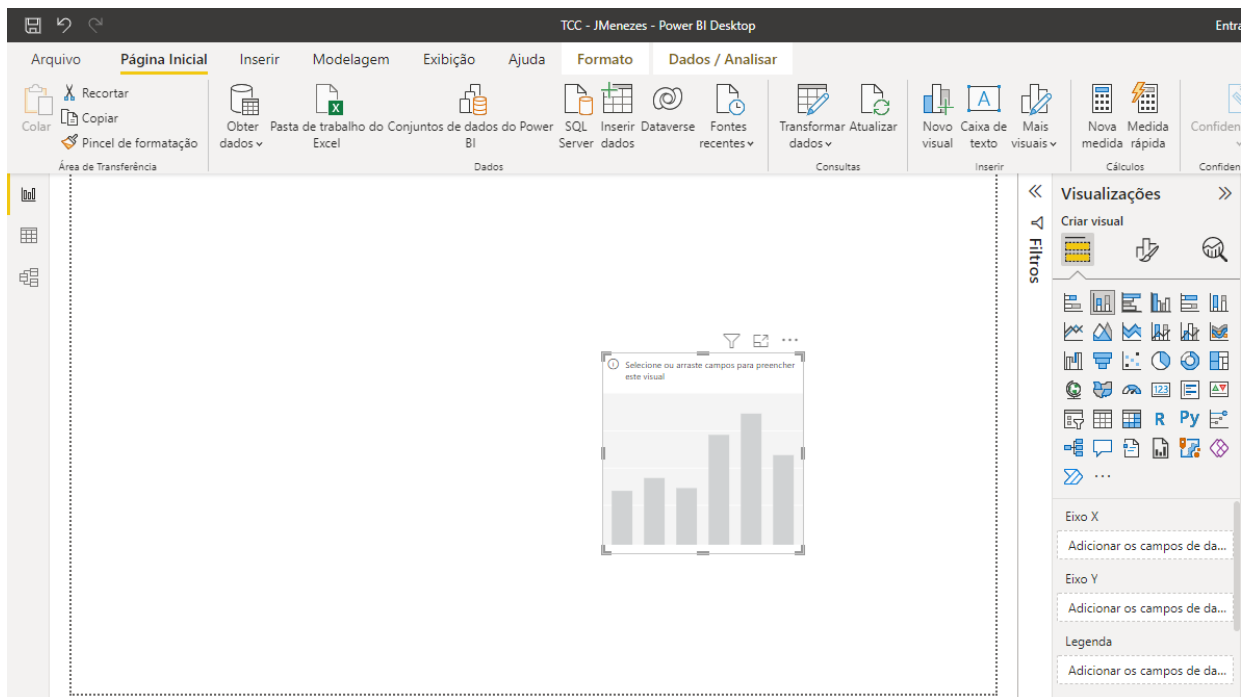 TCC - JMenezes - Power BI Desktop
Entra
Arquivo
Página Inicial
Inserir
Modelagem
Exibição
Ajuda
Formato
Dados / Analisar
Colar
Recortar
Copiar
Pincel de formatação
Área de Transferência
Obter
dados
Pasta de trabalho do
Excel
Conjuntos de dados do Power
BI
SQL
Server
Inserir
dados
Dataverse
Fontes
recentes
Dados
Transformar
dados
Atualizar
Consultas
Novo
visual
Caixa de
texto
Mais
visuais
Inserir
Nova
medida
Medida
rápida
Cálculos
Confiden
Confiden
Filtros
Visualizações
Criar visual
Selecione ou arraste campos para preencher
este visual
123
R
Py
Eixo X
Adicionar os campos de da...
Eixo Y
Adicionar os campos de da...
Legenda
Adicionar os campos de da...